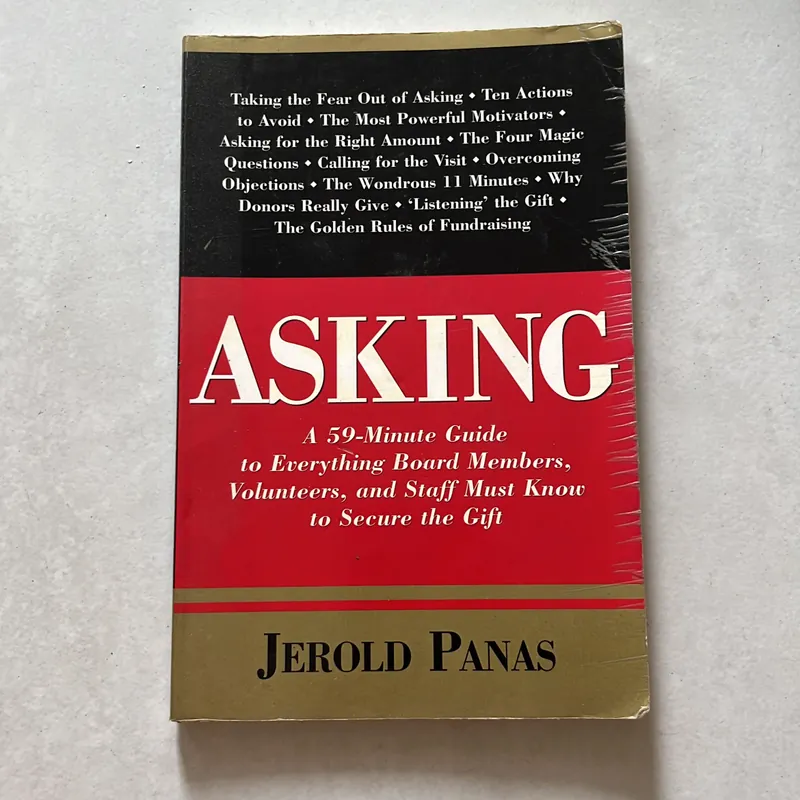 Taking the Fear Out of Asking • Ten Actions
to Avoid • The Most Powerful Motivators •
Asking for the Right Amount • The Four Magic
Questions • Calling for the Visit • Overcoming
Objections • The Wondrous 11 Minutes • Why
Donors Really Give • ‘Listening’ the Gift •
The Golden Rules of Fundraising
ASKING
A 59-Minute Guide
to Everything Board Members,
Volunteers, and Staff Must Know
to Secure the Gift
JEROLD PANAS